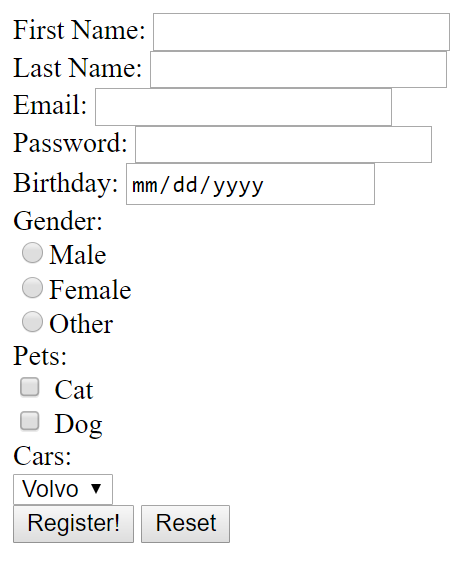 First Name:
Last Name:
Email:
Password:
Birthday: mm/dd/yyyy
Gender:
Male
Female
Other
Pets:
Cat
Dog
Cars:
Volvo
Register! Reset